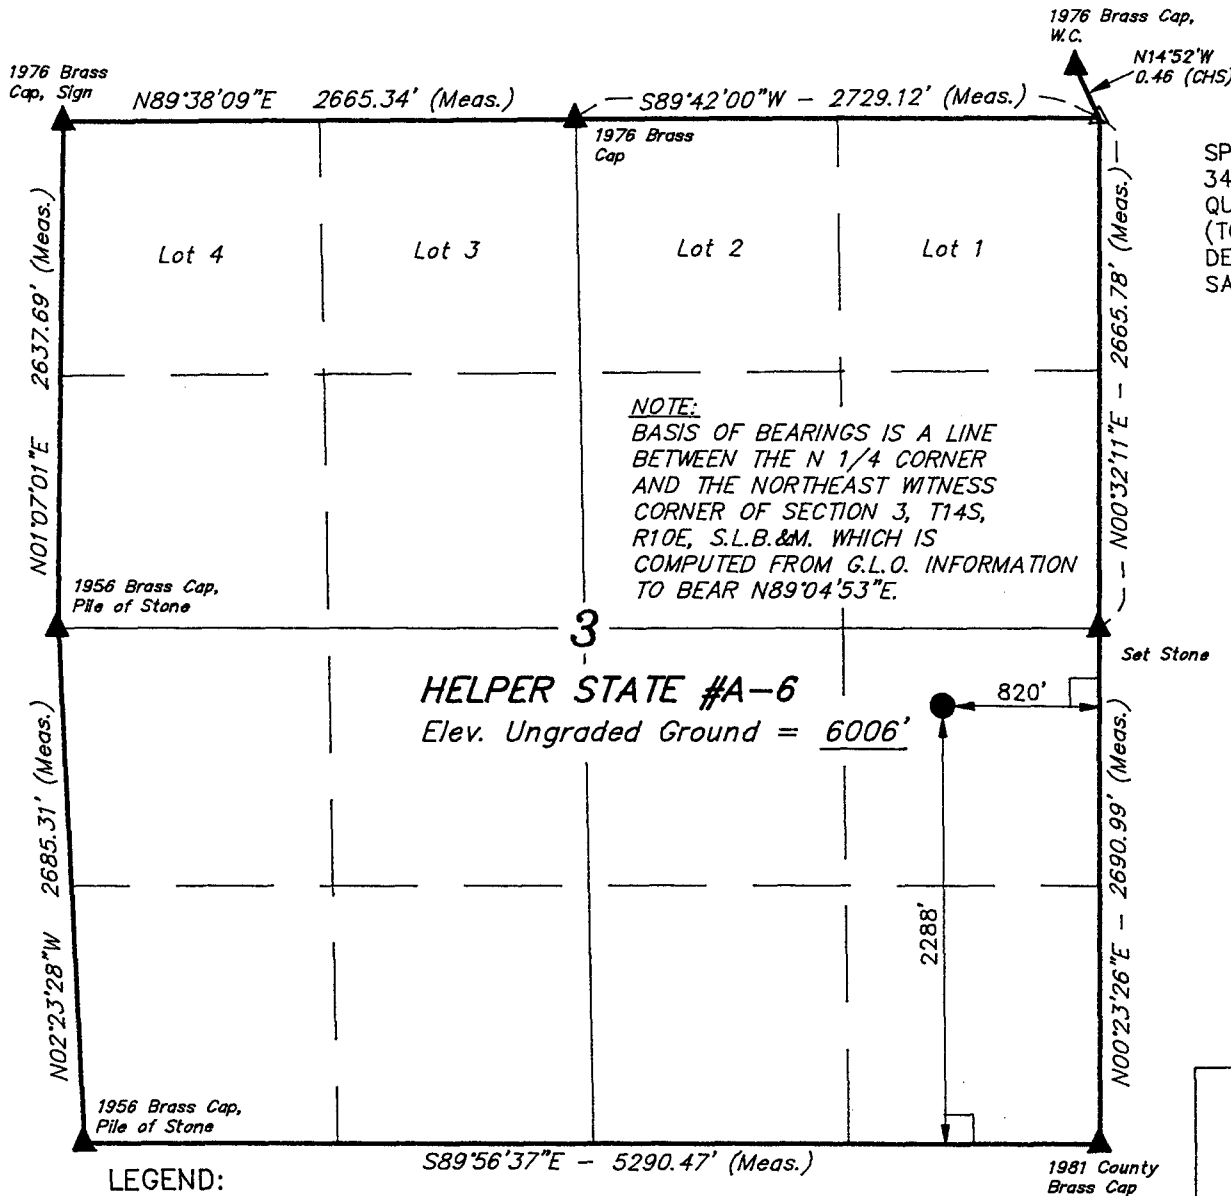 1976 Brass Cap,
W.C.
N14°52'W
0.46 (CHS)
1976 Brass
Cap, Sign
N89°38'09"E 2665.34' (Meas.)
S89°42'00"W - 2729.12' (Meas.)
1976 Brass
Cap
SP
34
QU
(TO
DE
SA
Lot 4
Lot 3
Lot 2
Lot 1
N01°07'01"E 2637.69' (Meas.)
N00°32'11"E - 2665.78' (Meas.)
NOTE:
BASIS OF BEARINGS IS A LINE
BETWEEN THE N 1/4 CORNER
AND THE NORTHEAST WITNESS
CORNER OF SECTION 3, T14S,
R10E, S.L.B.&M. WHICH IS
COMPUTED FROM G.L.O. INFORMATION
TO BEAR N89°04'53"E.
1956 Brass Cap,
Pile of Stone
3
Set Stone
HELPER STATE #A-6
Elev. Ungraded Ground = 6006'
820'
N02°23'28"W 2685.31' (Meas.)
2288'
N00°23'26"E - 2690.99' (Meas.)
1956 Brass Cap,
Pile of Stone
S89°56'37"E - 5290.47' (Meas.)
1981 County
Brass Cap
LEGEND: